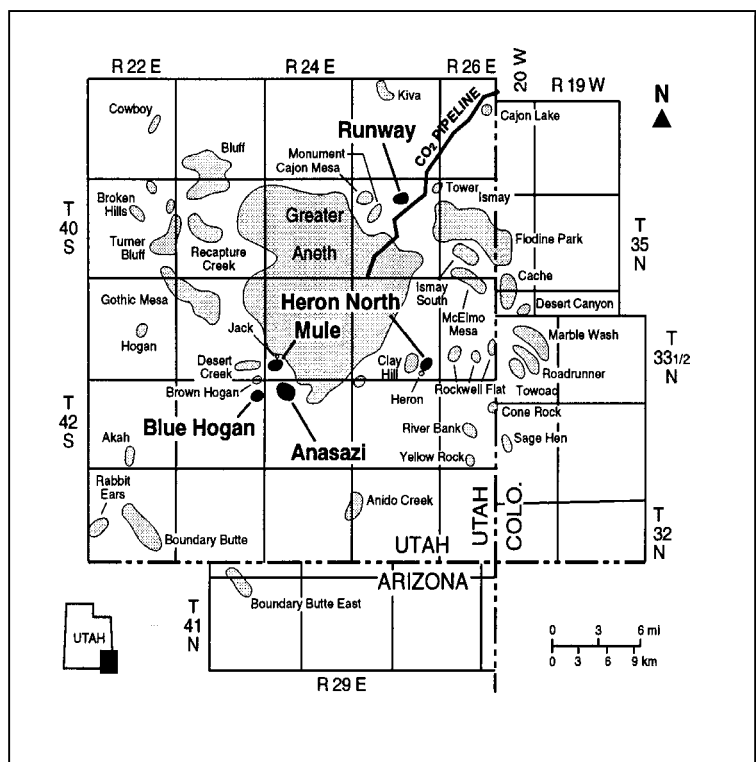 R 22 E
R 24 E
R 26 E
20 W
R 19 W
N
Kiva
Cowboy
Cajon Lake
Runway
CO₂ PIPELINE
Bluff
Monument
Cajon Mesa
Tower
Ismay
T
40
S
Broken
Hills
Greater
Aneth
Turner
Bluff
Recapture
Creek
Flodine Park
T
35
N
Ismay
South
Cache
Gothic Mesa
Heron North
McElmo
Mesa
Desert Canyon
Jack
Mule
Marble Wash
Hogan
Desert
Creek
Clay
Hill
T
33 1/2
N
Roadrunner
Brown Hogan
Heron
Rockwell Flat
Towoac
T
42
S
Blue Hogan
Anasazi
Cone Rock
River Bank
Sage Hen
Akah
Yellow Rock
Rabbit
Ears
Anido Creek
Boundary Butte
UTAH
UTAH
COLO.
T
32
N
ARIZONA
Boundary Butte East
UTAH
T
41
N
R 29 E
0 3 6 mi
0 3 6 9 km